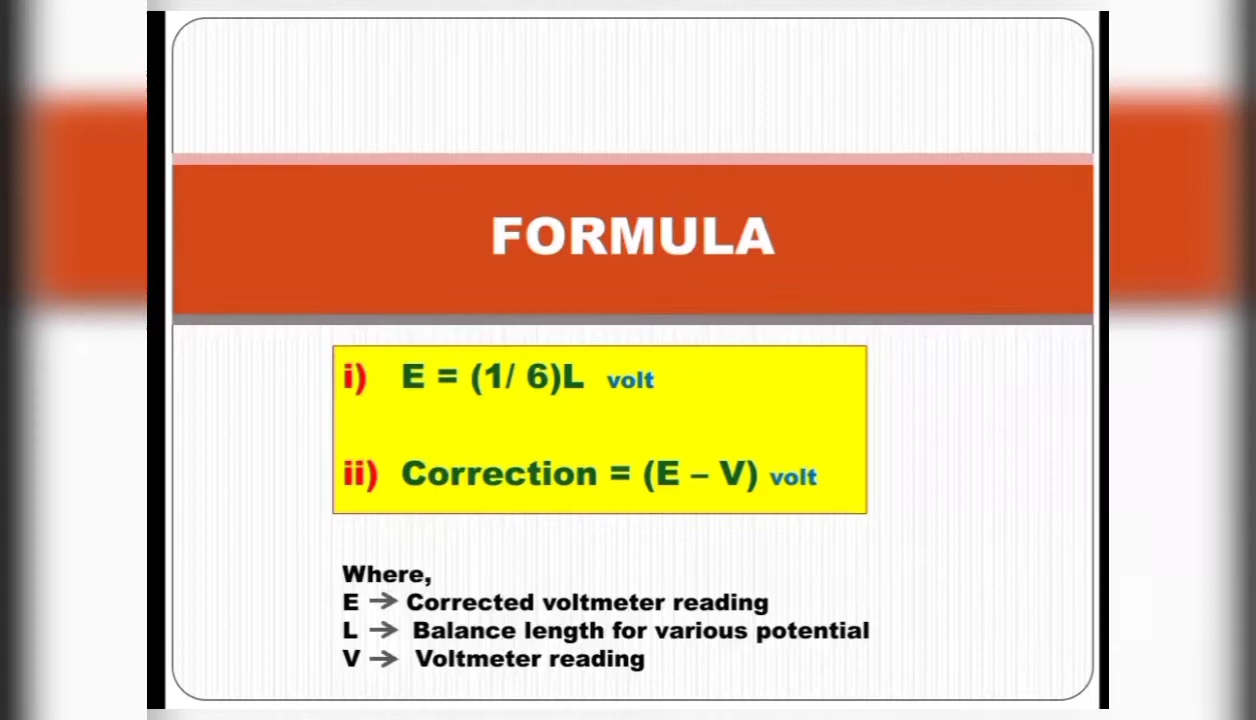 FORMULA
i) E = (1/ 6)L volt
ii) Correction = (E – V) volt
Where,
E → Corrected voltmeter reading
L → Balance length for various potential
V → Voltmeter reading